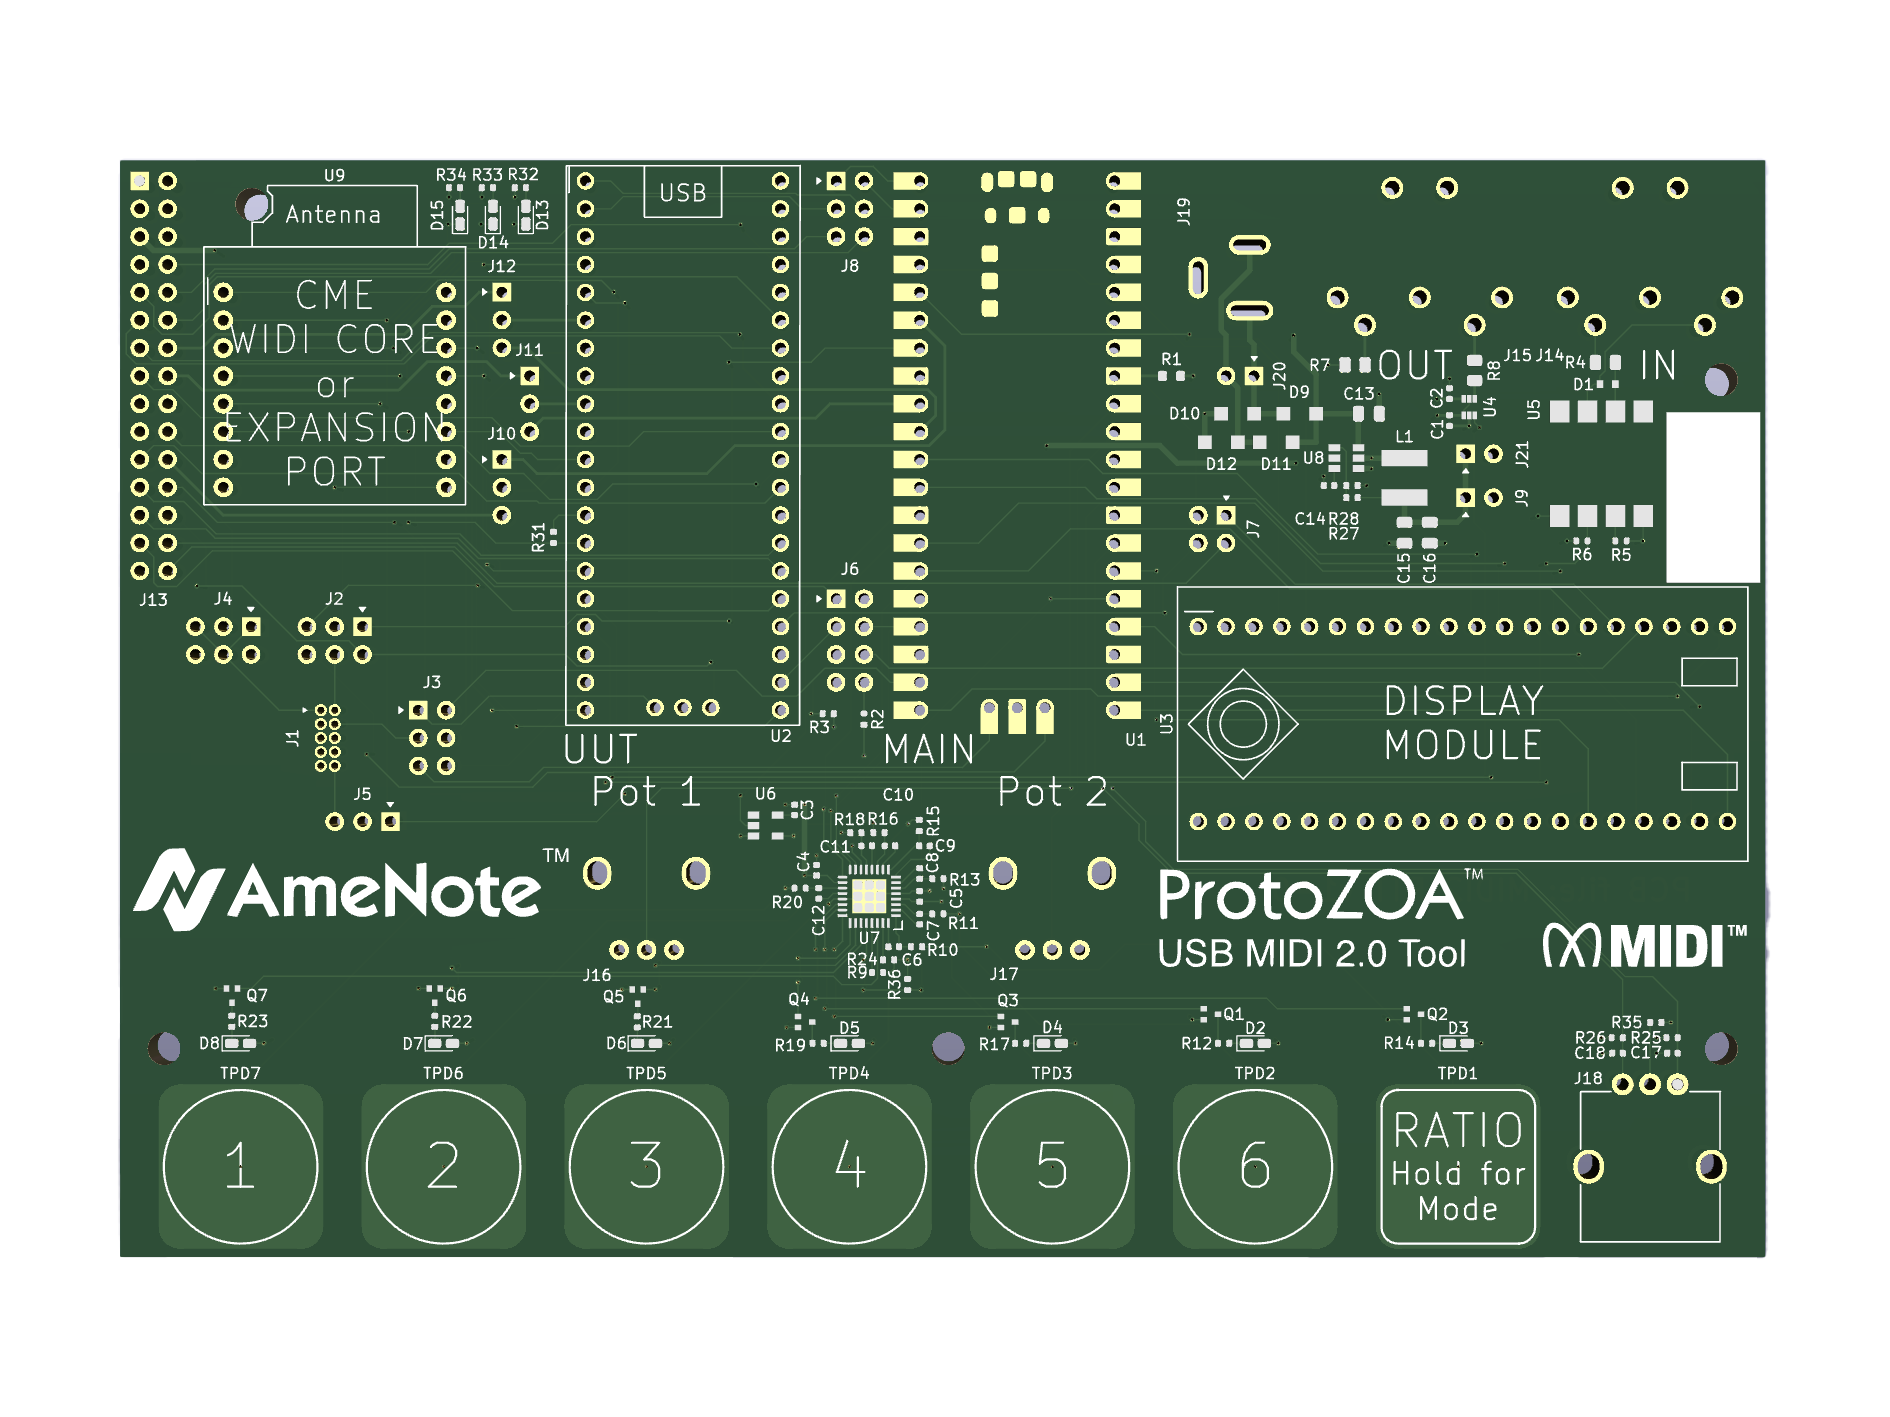 U9
R34 R33 R32
USB
Antenna
D15
D14
D13
J12
J8
J19
CME
WIDI CORE
or
EXPANSION
PORT
J11
J10
R31
R1
J20
R7
OUT
J15 J14
R4
IN
R8
D1
D9
C13
C2
U4
U5
D10
C1
D12
D11
L1
U8
J21
J9
C14 R28
R27
J7
C15
C16
R6
R5
J13
J4
J2
J6
J3
J1
R3
R2
U2
U1
U3
DISPLAY
MODULE
UUT
MAIN
Pot 1
Pot 2
J5
U6
C3
C10
R18 R16
R15
C11
C9
C4
C8
R13
R20
C12
C5
R11
C7
U7
R10
R24
C6
R9
R36
AmeNote™
ProtoZOA™
USB MIDI 2.0 Tool
MIDI™
J16
J17
Q7
Q6
Q5
Q4
Q3
Q1
Q2
R23
R22
R21
R35
D8
D7
D6
R19
D5
R17
D4
R12
D2
R14
D3
R26
R25
C18
C17
TPD7
TPD6
TPD5
TPD4
TPD3
TPD2
TPD1
J18
1
2
3
4
5
6
RATIO
Hold for
Mode